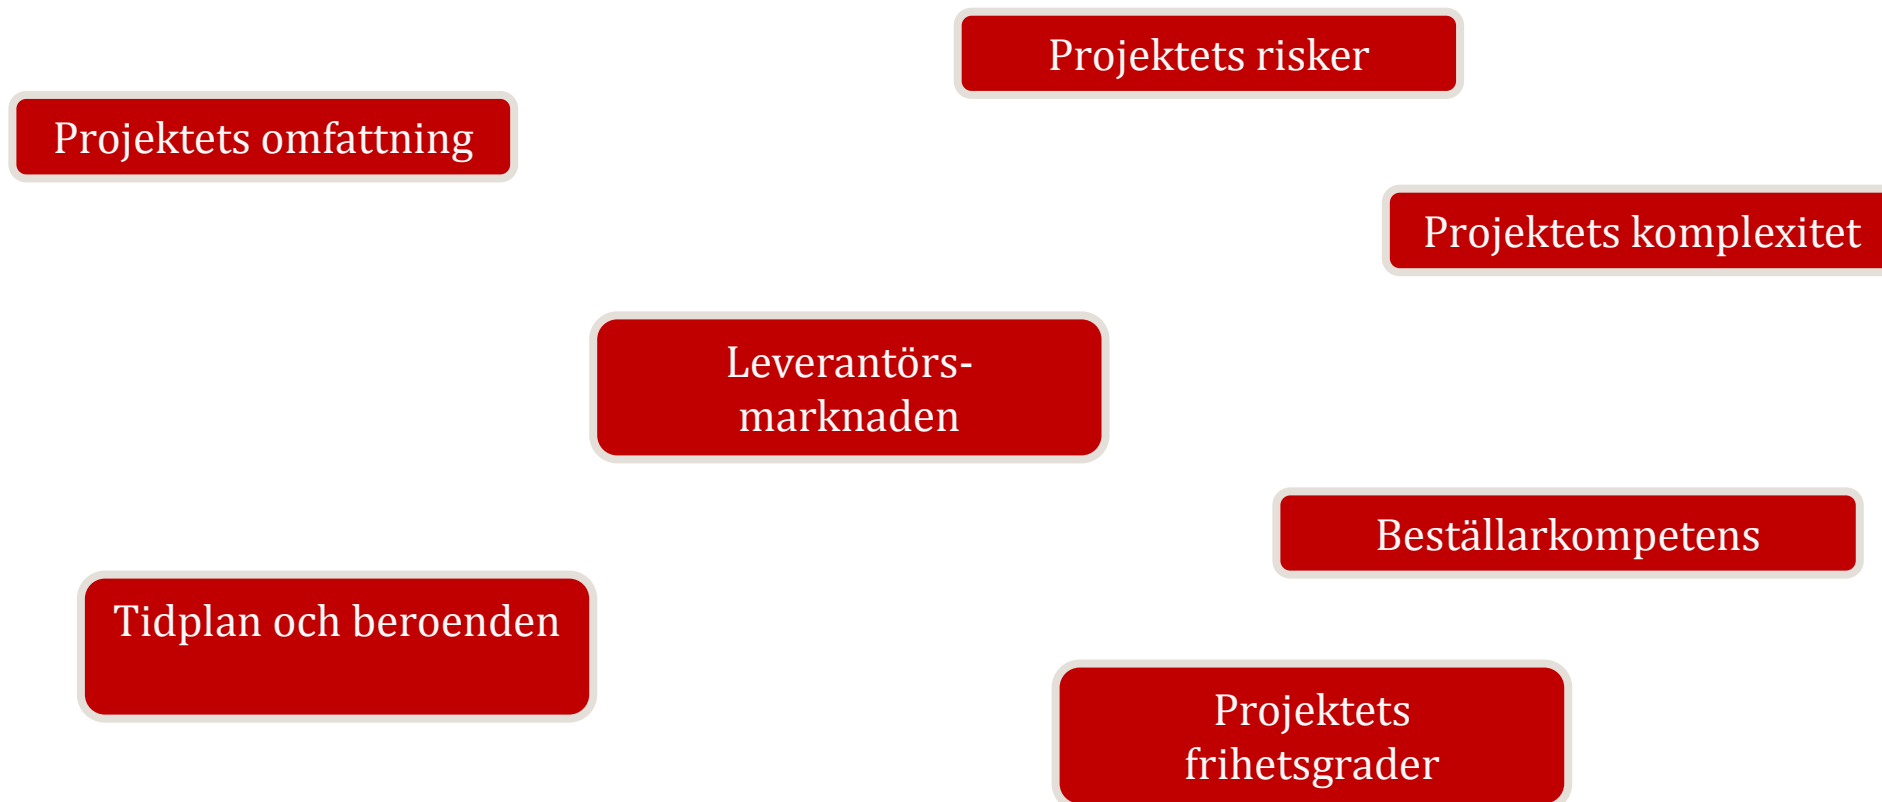 Projektets risker
Projektets omfattning
Projektets komplexitet
Leverantörs-
marknaden
Beställarkompetens
Tidplan och beroenden
Projektets
frihetsgrader